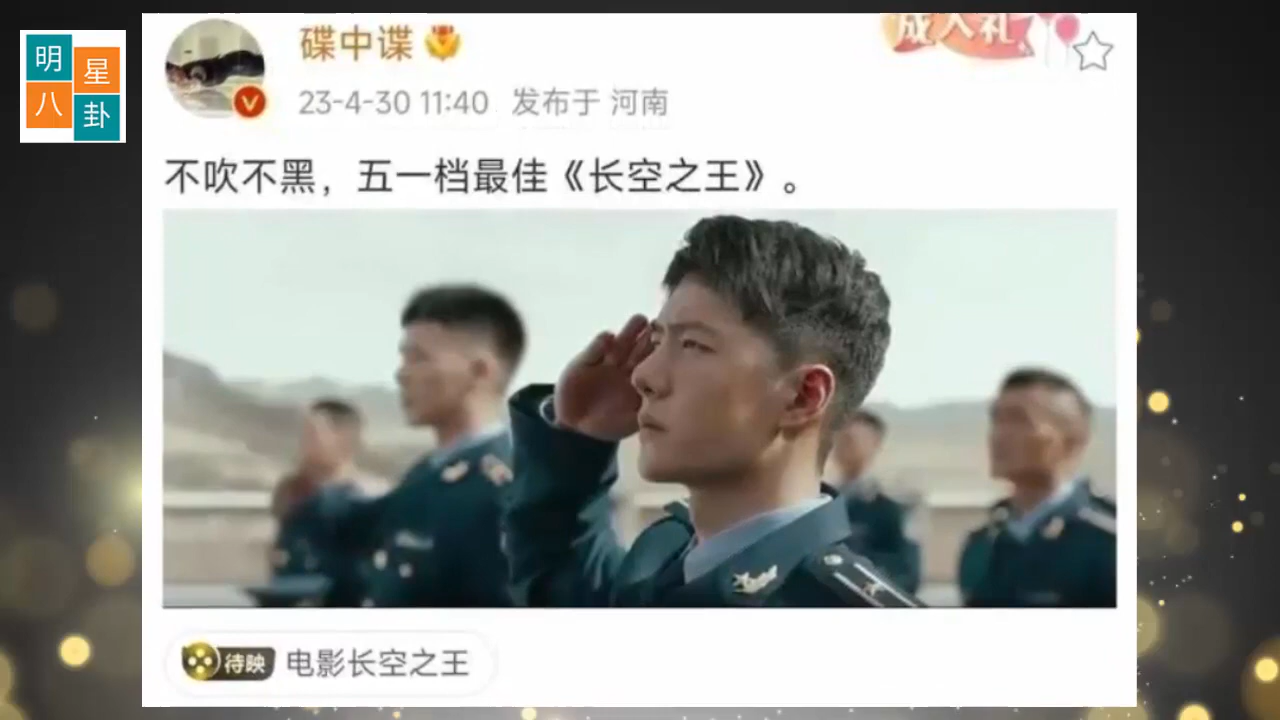 明星
八卦
碟中谍
成人礼
23-4-30 11:40 发布于 河南
不吹不黑，五一档最佳《长空之王》。
待映 电影长空之王